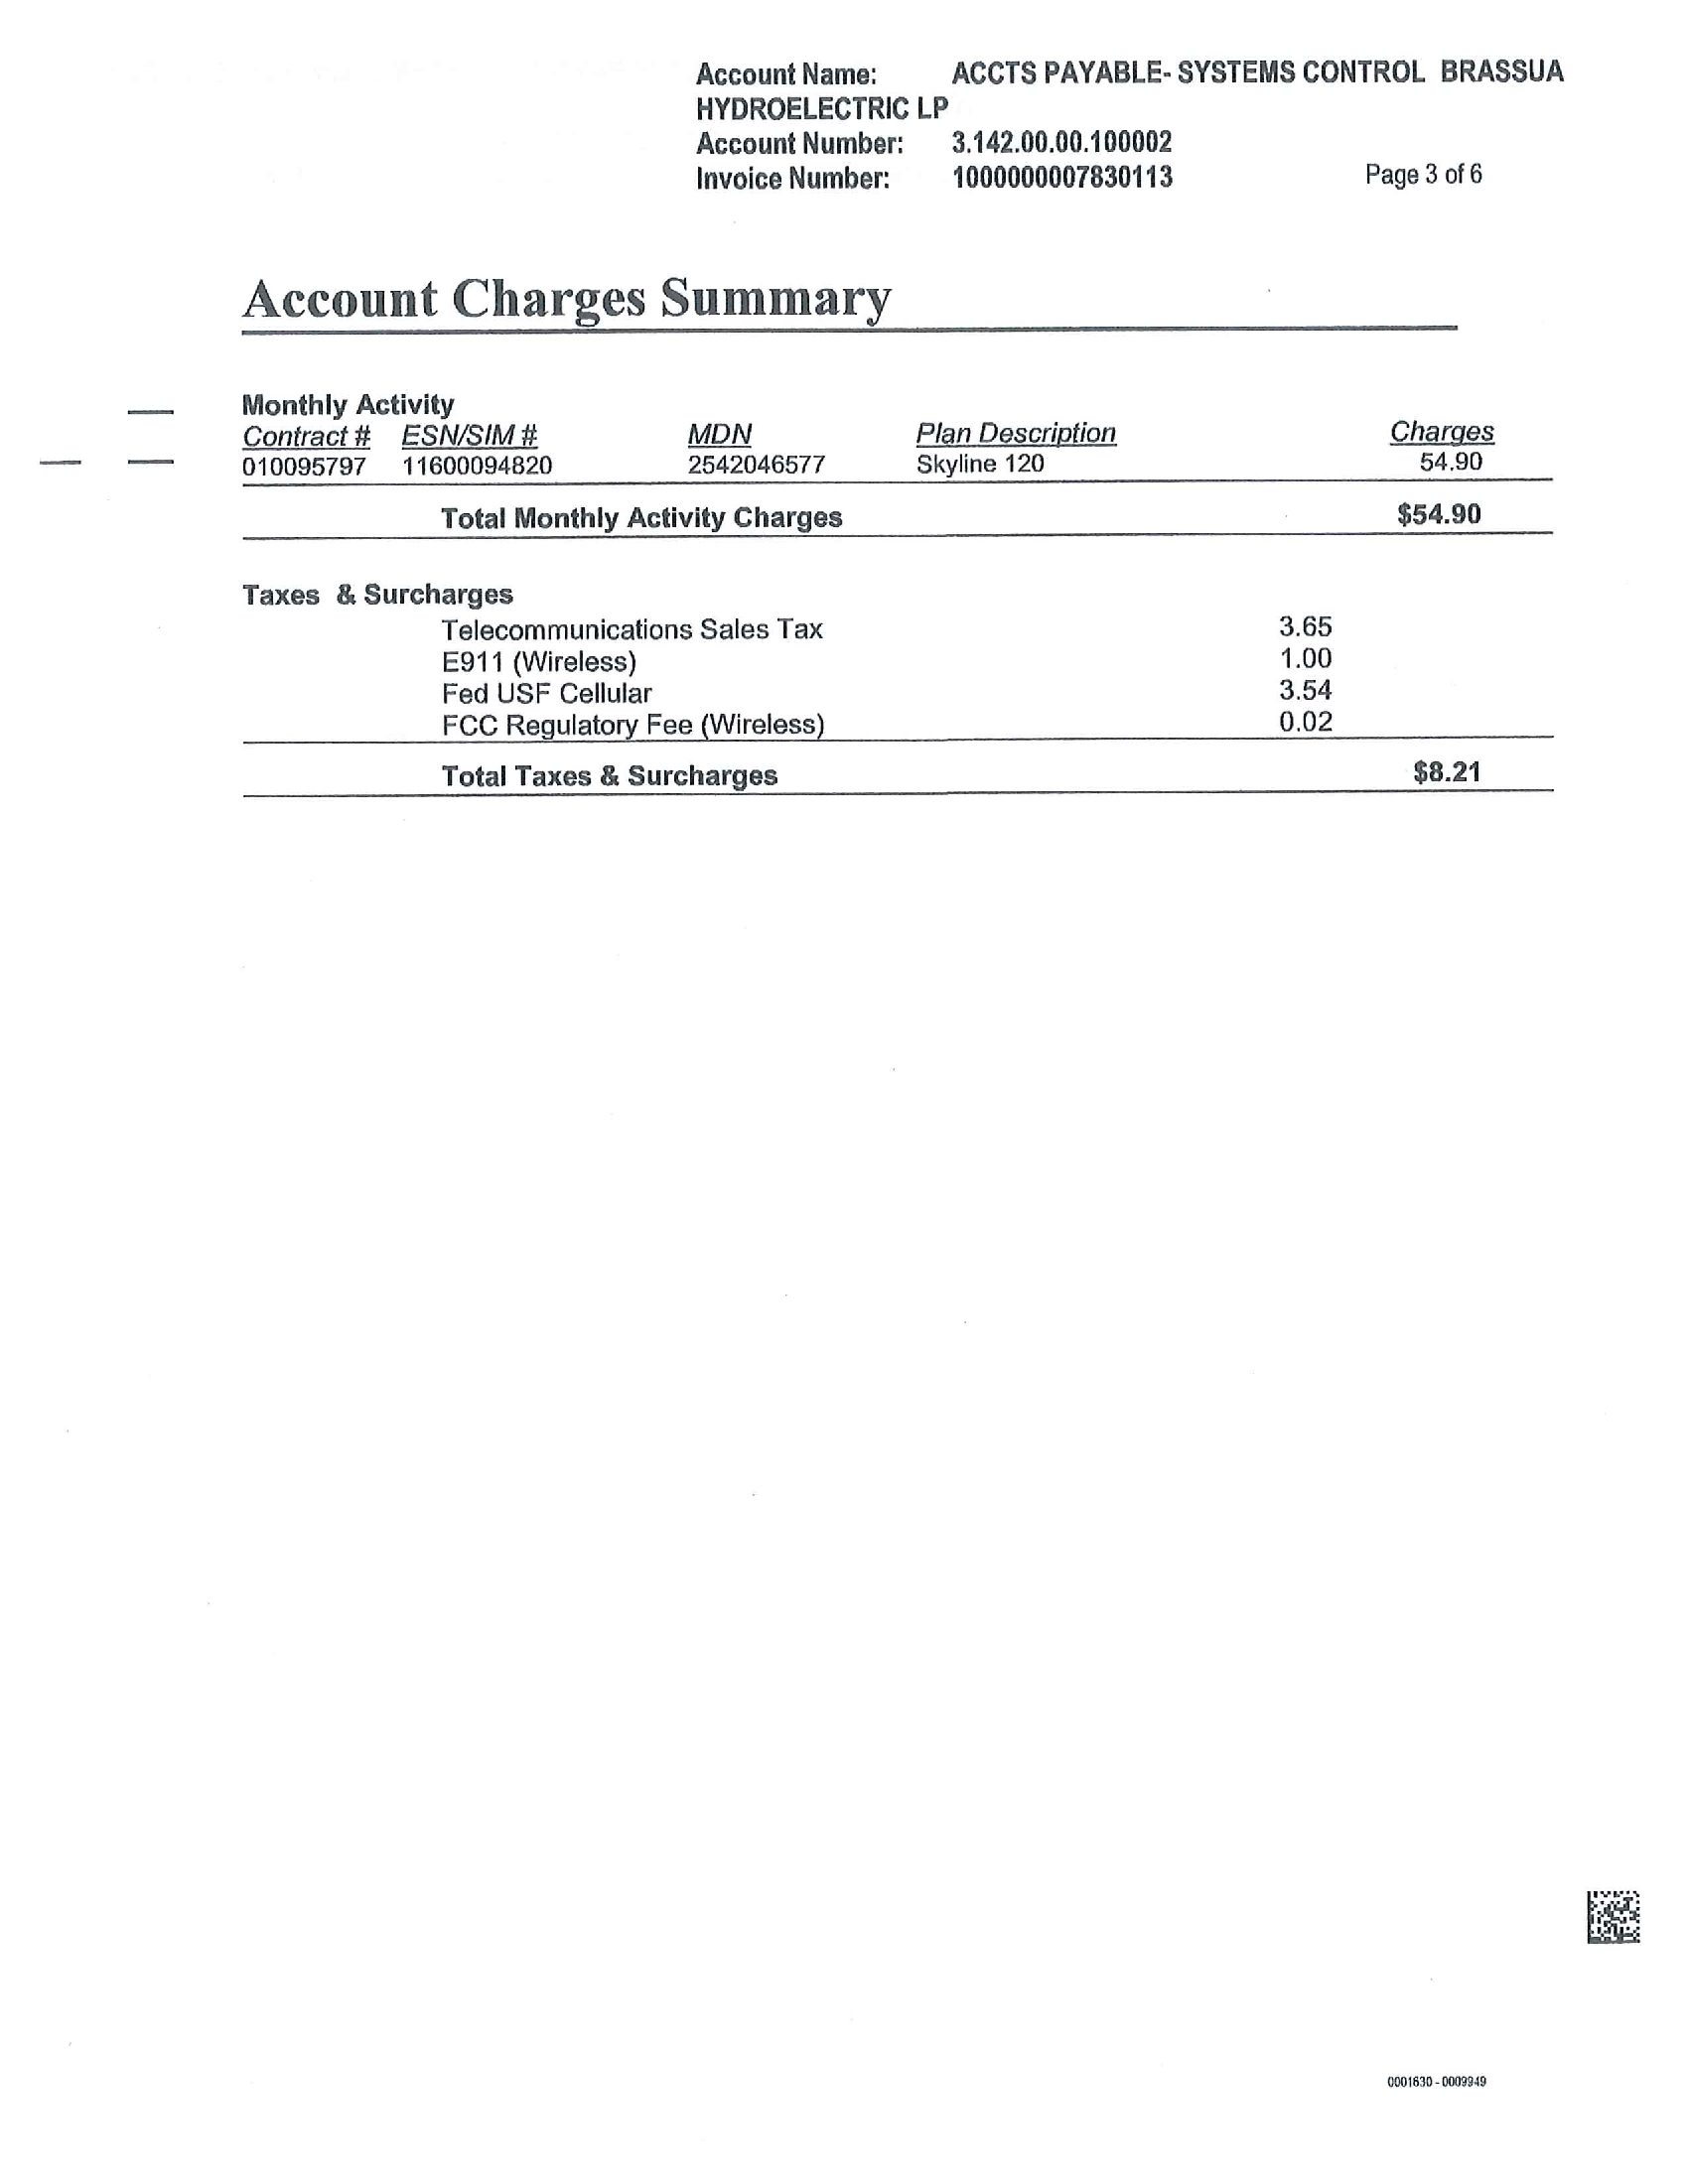 Account Name: ACCTS PAYABLE- SYSTEMS CONTROL BRASSUA
HYDROELECTRIC LP
Account Number: 3.142.00.00.100002
Invoice Number: 1000000007830113 Page 3 of 6
Account Charges Summary
Monthly Activity
Contract # ESN/SIM # MDN Plan Description Charges
010095797 11600094820 2542046577 Skyline 120 54.90
Total Monthly Activity Charges $54.90
Taxes & Surcharges
Telecommunications Sales Tax 3.65
E911 (Wireless) 1.00
Fed USF Cellular 3.54
FCC Regulatory Fee (Wireless) 0.02
Total Taxes & Surcharges $8.21
0001630 - 0009949